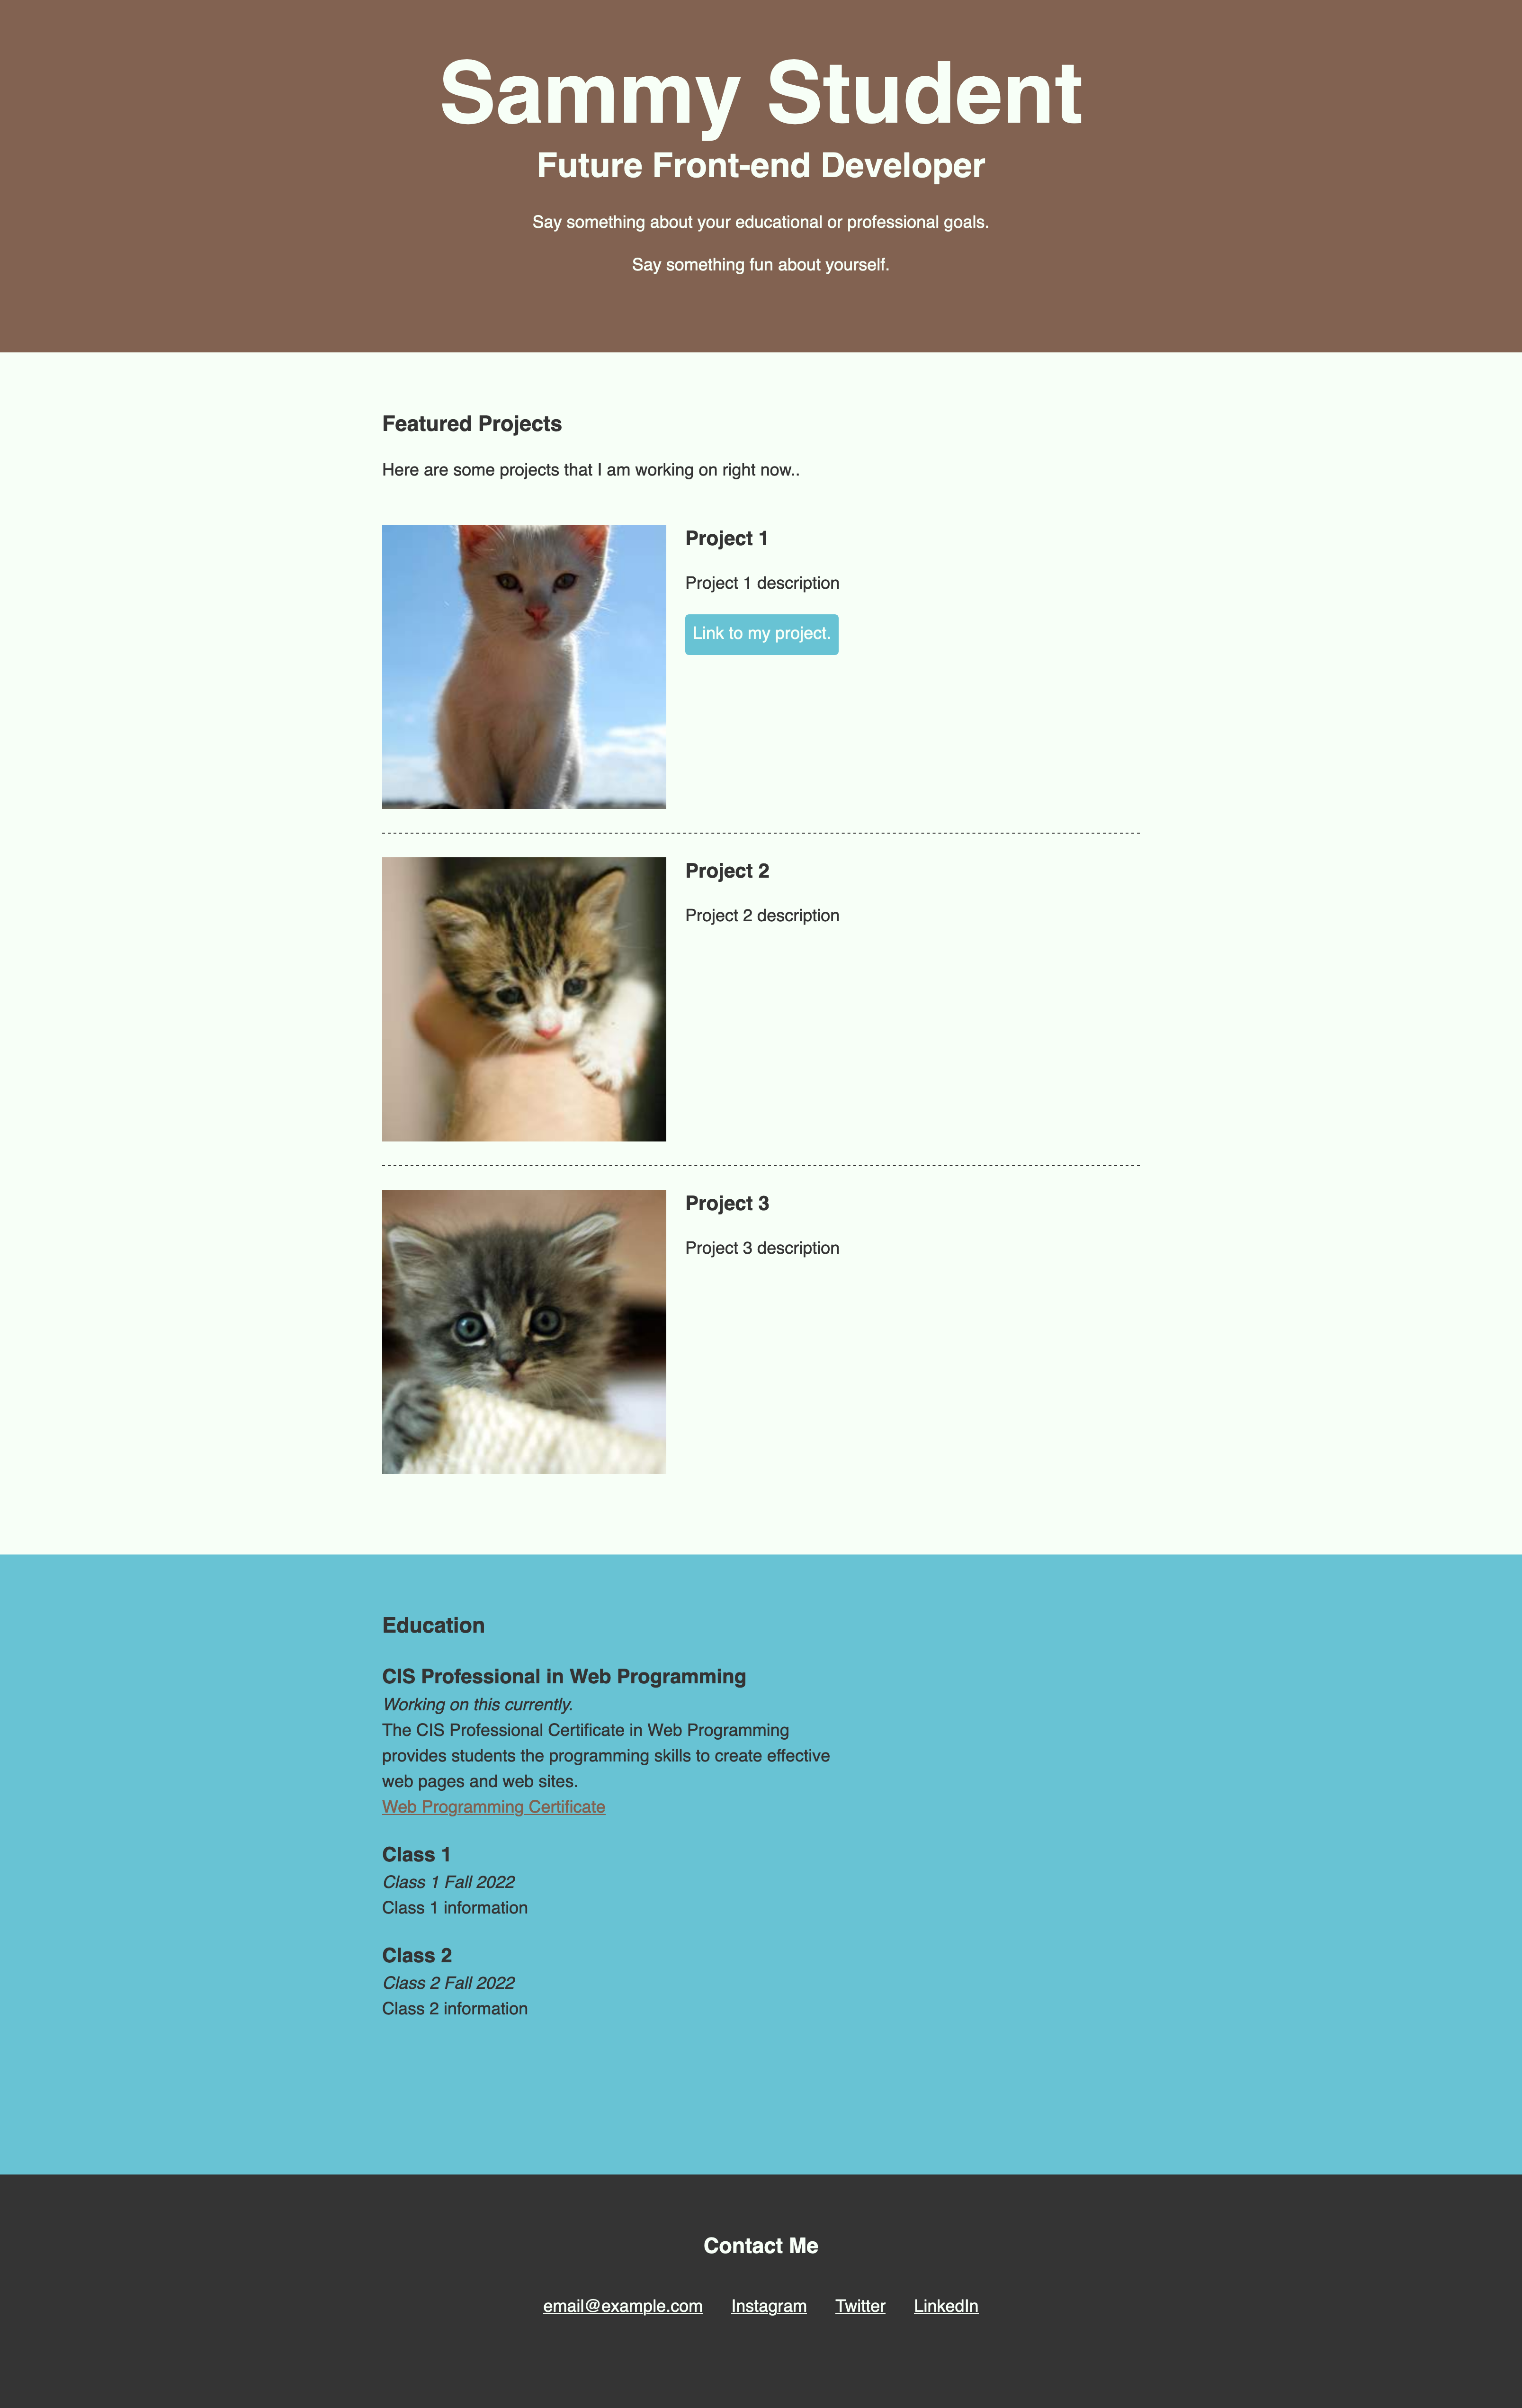 Sammy Student
Future Front-end Developer
Say something about your educational or professional goals.
Say something fun about yourself.
Featured Projects
Here are some projects that I am working on right now..
Project 1
Project 1 description
Link to my project.
Project 2
Project 2 description
Project 3
Project 3 description
Education
CIS Professional in Web Programming
Working on this currently.
The CIS Professional Certificate in Web Programming
provides students the programming skills to create effective
web pages and web sites.
Web Programming Certificate
Class 1
Class 1 Fall 2022
Class 1 information
Class 2
Class 2 Fall 2022
Class 2 information
Contact Me
email@example.com Instagram Twitter LinkedIn